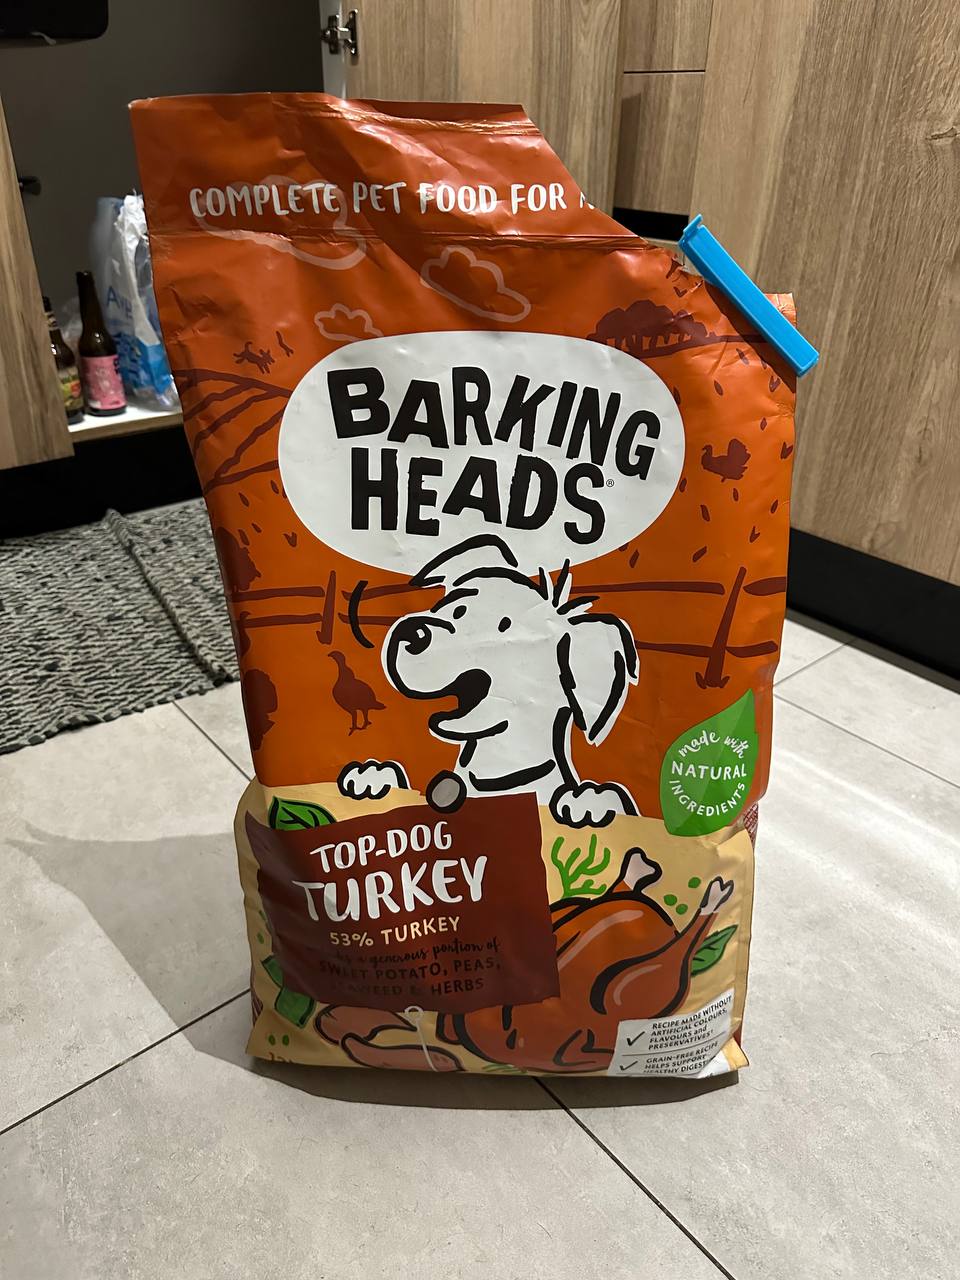 COMPLETE PET FOOD FOR
BARKING
HEADS®
made with
NATURAL
INGREDIENTS
TOP-DOG
TURKEY
53% TURKEY
a generous portion of
SWEET POTATO, PEAS,
SEAWEED & HERBS
RECIPE MADE WITHOUT
ARTIFICIAL COLOURS,
FLAVOURS and
PRESERVATIVES
GRAIN-FREE RECIPE
HELPS SUPPORT
HEALTHY